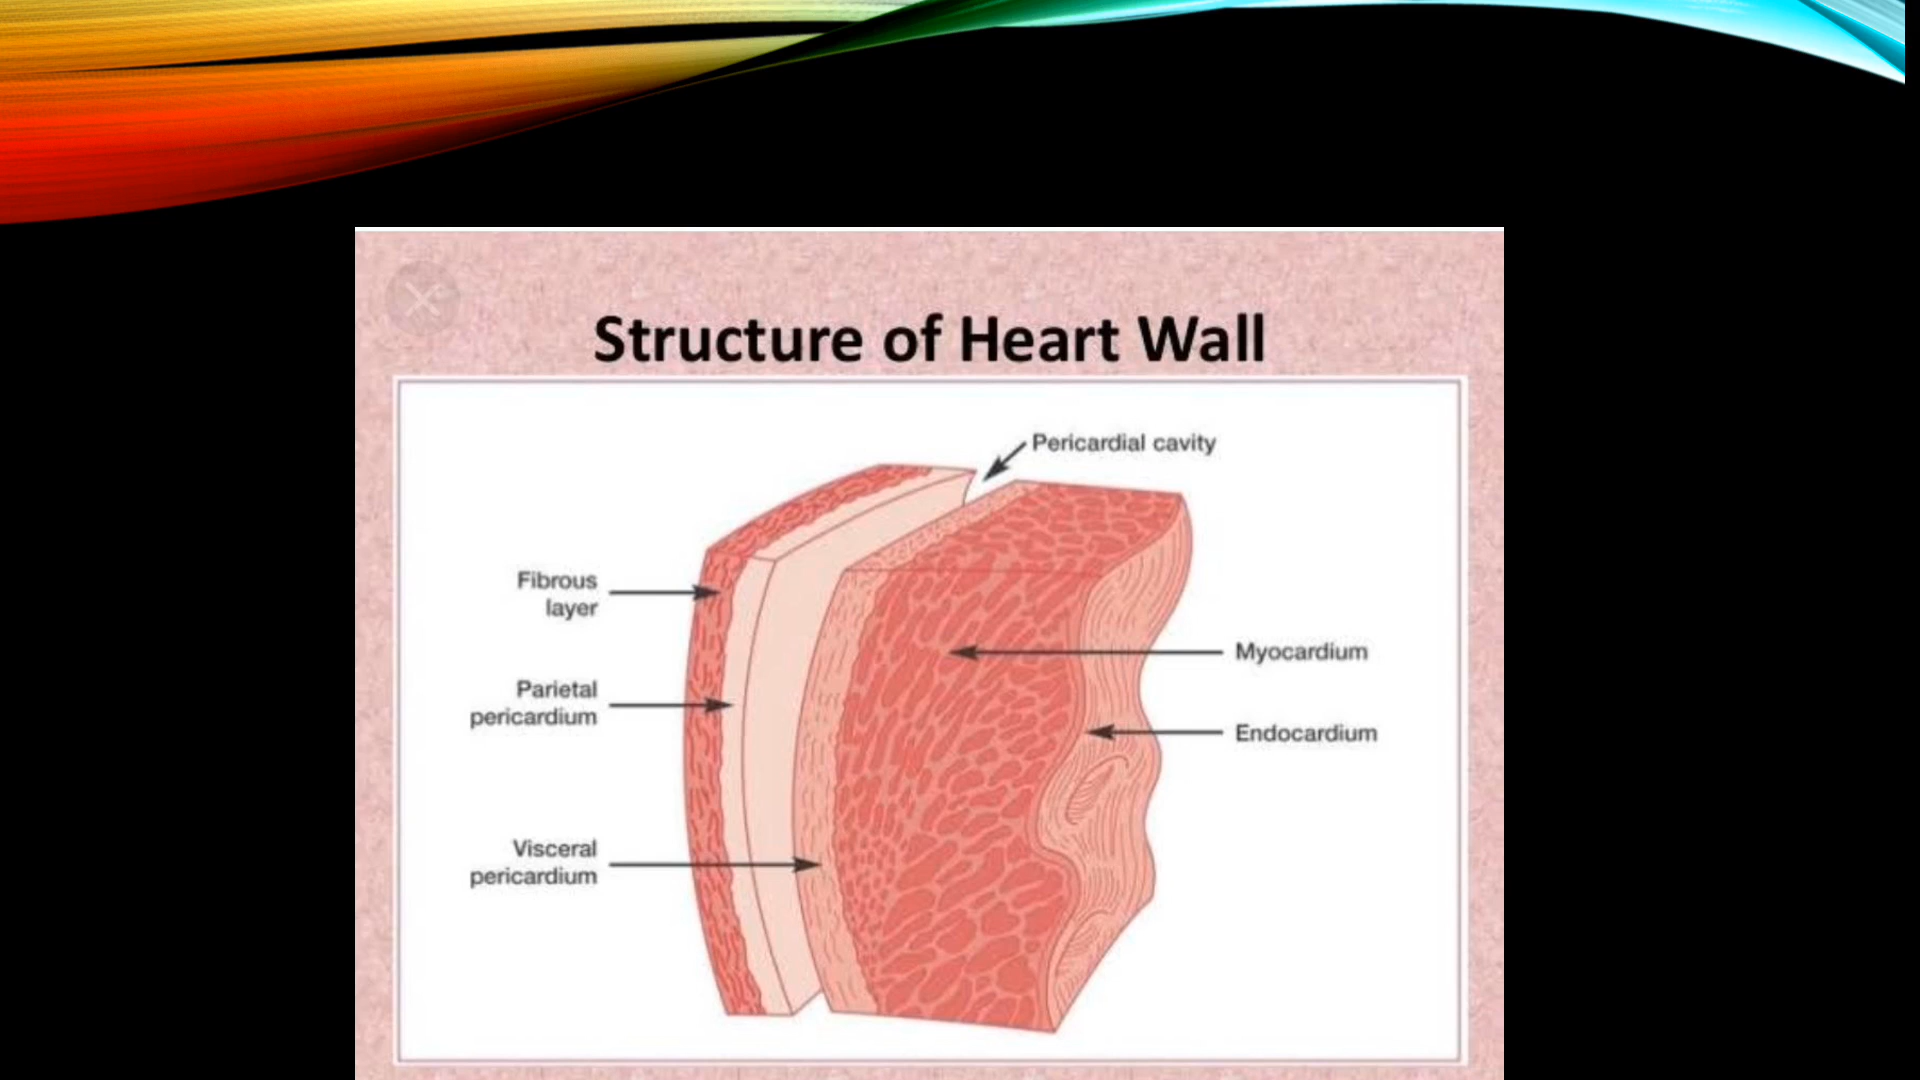 Structure of Heart Wall
Pericardial cavity
Fibrous
layer
Myocardium
Parietal
pericardium
Endocardium
Visceral
pericardium